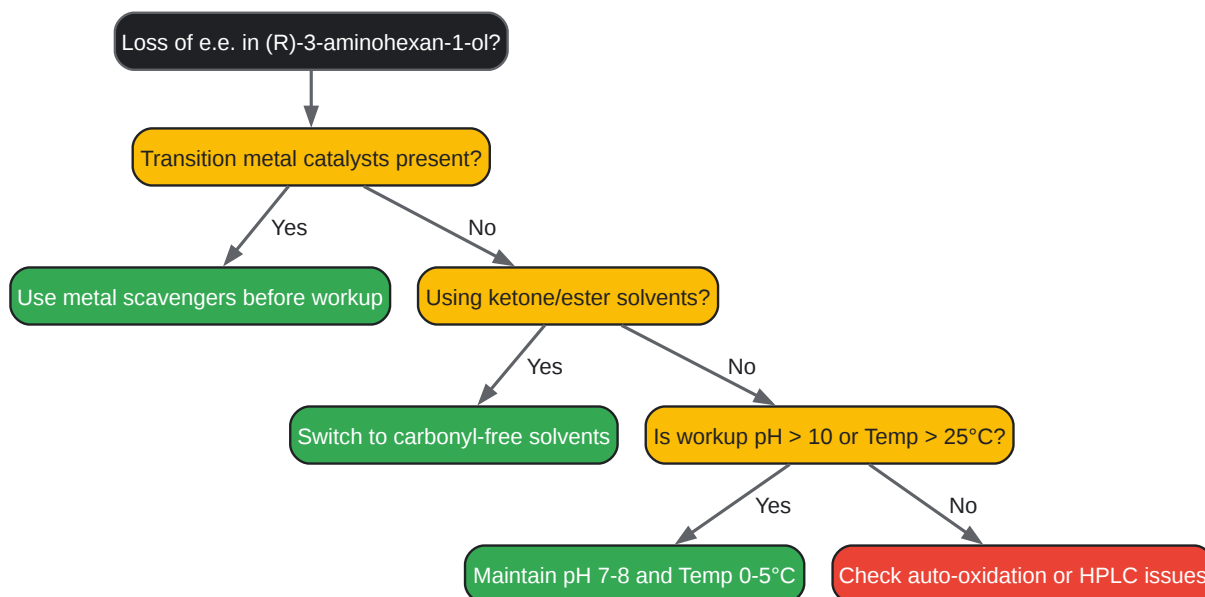 Loss of e.e. in (R)-3-aminohexan-1-ol?
Transition metal catalysts present?
Yes
No
Use metal scavengers before workup
Using ketone/ester solvents?
Yes
No
Switch to carbonyl-free solvents
Is workup pH > 10 or Temp > 25°C?
Yes
No
Maintain pH 7-8 and Temp 0-5°C
Check auto-oxidation or HPLC issues